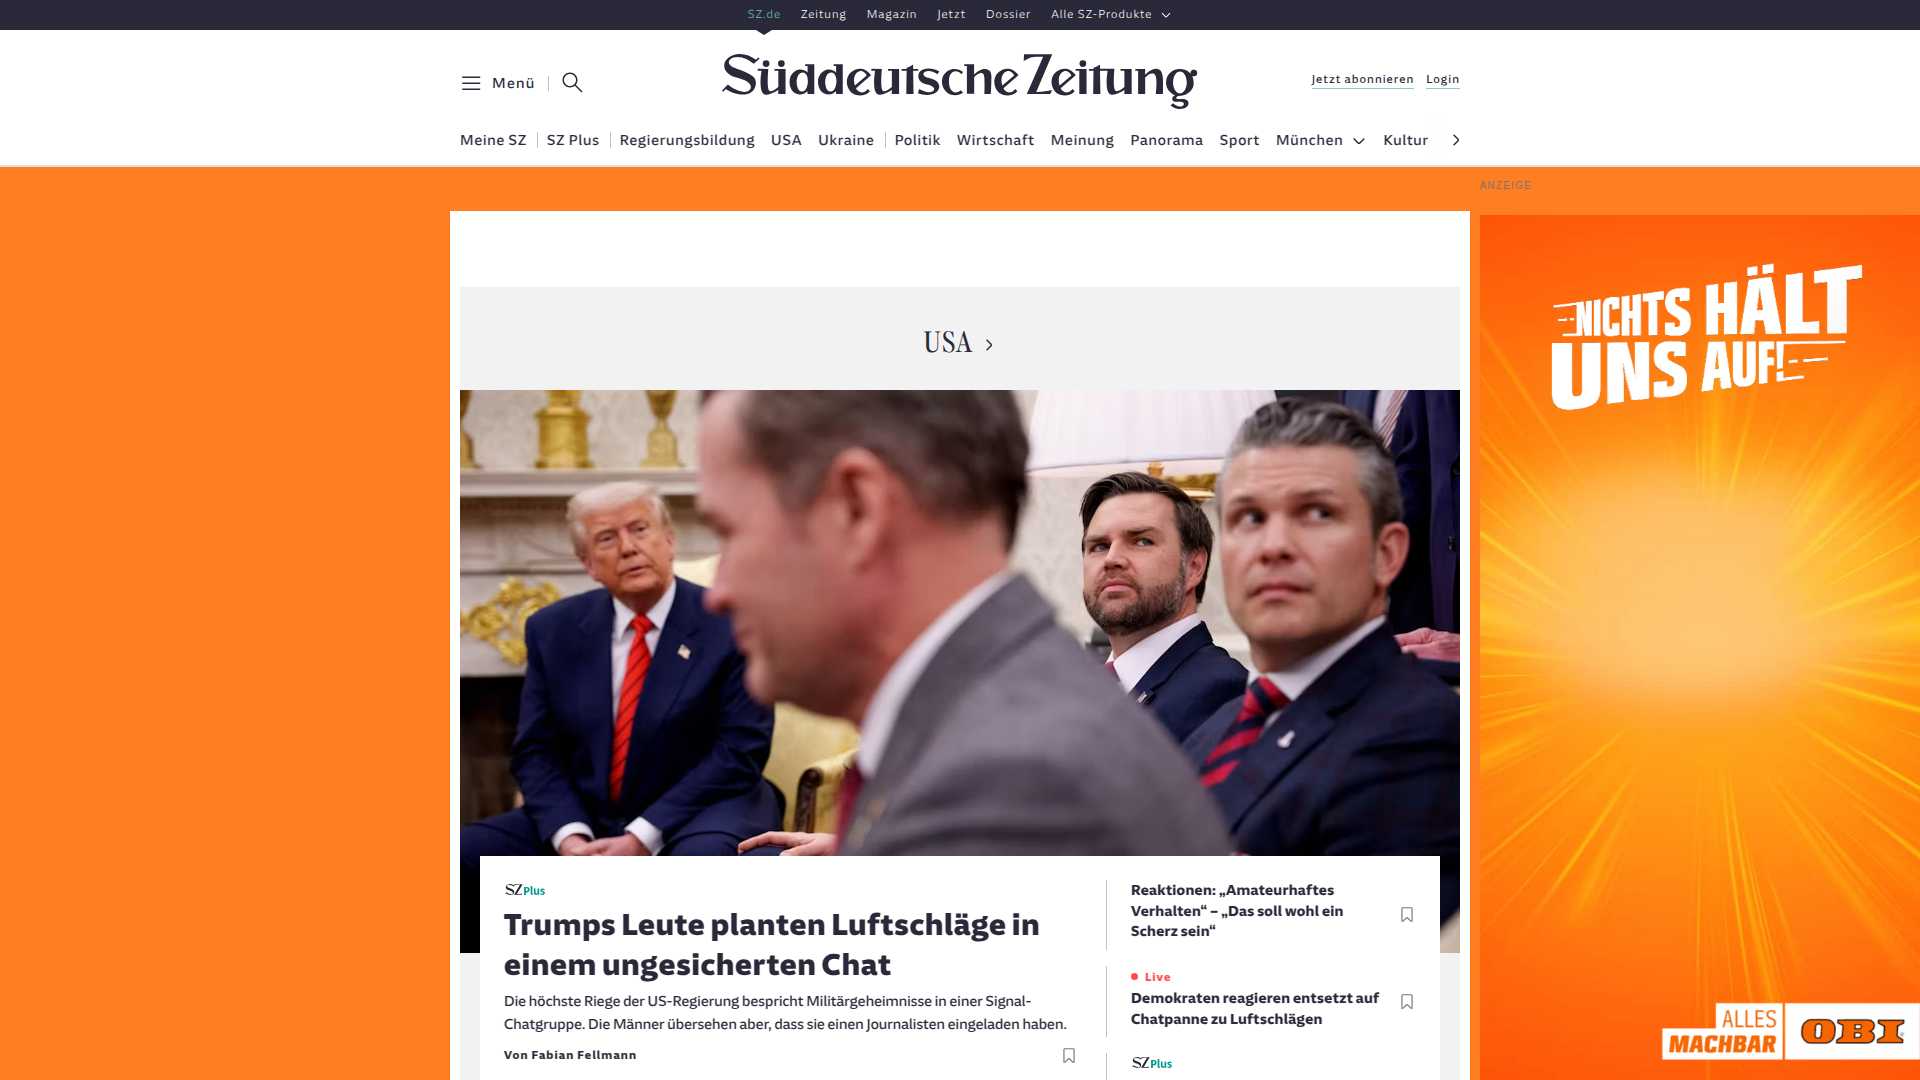 SZ.de Zeitung Magazin Jetzt Dossier Alle SZ-Produkte
Menü
Süddeutsche Zeitung
Jetzt abonnieren Login
Meine SZ SZ Plus Regierungsbildung USA Ukraine Politik Wirtschaft Meinung Panorama Sport München Kultur
ANZEIGE
NICHTS HÄLT
UNS AUF!
USA
SZ Plus
Trumps Leute planten Luftschläge in
einem ungesicherten Chat
Die höchste Riege der US-Regierung bespricht Militärgeheimnisse in einer Signal-
Chatgruppe. Die Männer übersehen aber, dass sie einen Journalisten eingeladen haben.
Von Fabian Fellmann
Reaktionen: „Amateurhaftes
Verhalten“ – „Das soll wohl ein
Scherz sein“
Live
Demokraten reagieren entsetzt auf
Chatpanne zu Luftschlägen
SZ Plus
ALLES
MACHBAR
OBI